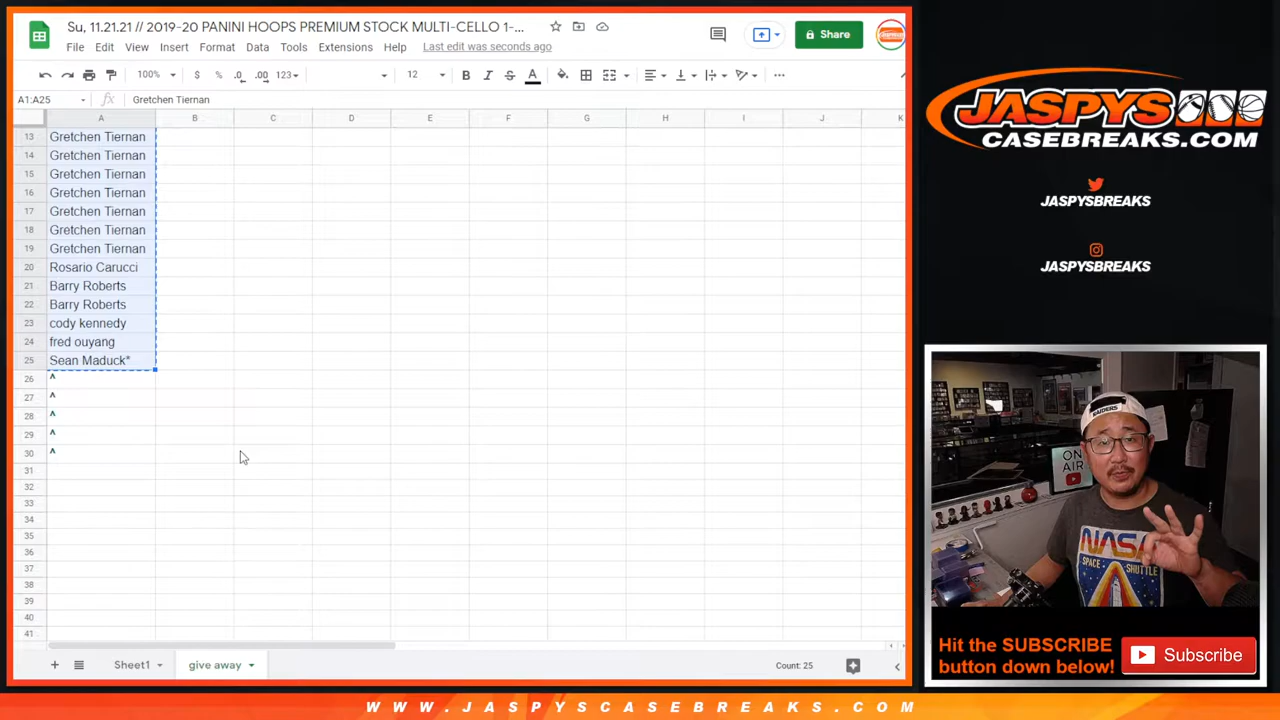 Su, 11.21.21 // 2019-20 PANINI HOOPS PREMIUM STOCK MULTI-CELLO 1-...
File Edit View Insert Format Data Tools Extensions Help Last edit was seconds ago
Share
100% $ % .0 .00 123 12 B I S A
A1:A25 fx Gretchen Tiernan
A B C D E F G H I J K
13 Gretchen Tiernan
14 Gretchen Tiernan
15 Gretchen Tiernan
16 Gretchen Tiernan
17 Gretchen Tiernan
18 Gretchen Tiernan
19 Gretchen Tiernan
20 Rosario Carucci
21 Barry Roberts
22 Barry Roberts
23 cody kennedy
24 fred ouyang
25 Sean Maduck*
26 ^
27 ^
28 ^
29 ^
30 ^
31
32
33
34
35
36
37
38
39
40
41
Sheet1 give away Count: 25
JASPYS
CASEBREAKS.COM
JASPYSBREAKS
JASPYSBREAKS
RAIDERS
ON
AIR
NASA
SPACE SHUTTLE
Hit the SUBSCRIBE
button down below!
Subscribe
WWW.JASPYSCASEBREAKS.COM